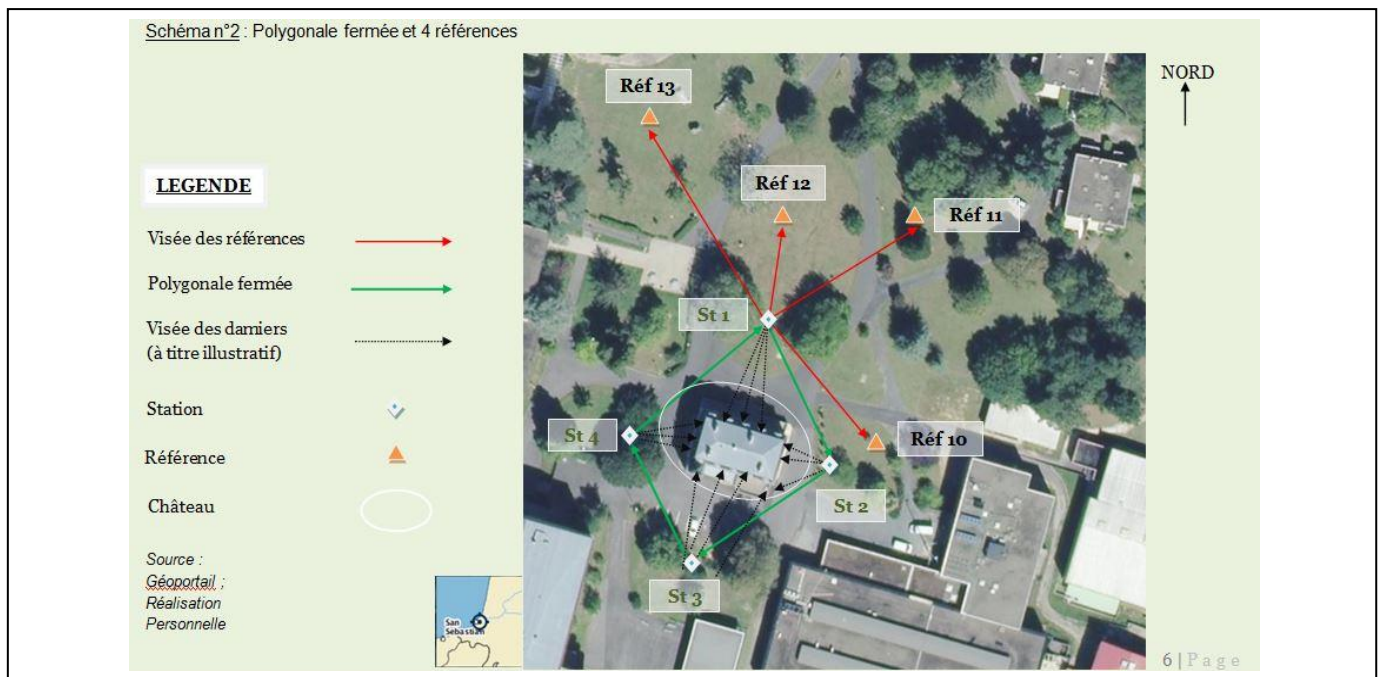 Schéma n°2 : Polygonale fermée et 4 références
NORD
Réf 13
LEGENDE
Réf 12
Réf 11
Visée des références
Polygonale fermée
St 1
Visée des damiers
(à titre illustratif)
Station
St 4
Réf 10
Référence
St 2
Château
Source :
Géoportail ;
Réalisation
Personnelle
St 3
San
Sebastian
6 | Page